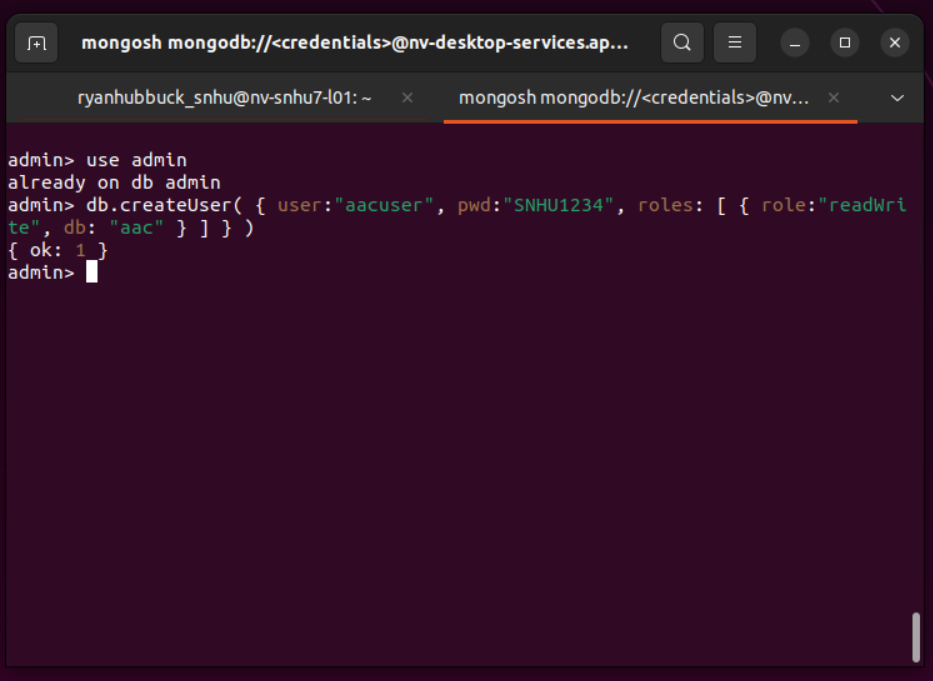 mongosh mongodb://<credentials>@nv-desktop-services.ap...
ryanhubbuck_snhu@nv-snhu7-l01: ~
mongosh mongodb://<credentials>@nv...
admin> use admin
already on db admin
admin> db.createUser( { user:"aacuser", pwd:"SNHU1234", roles: [ { role:"readWri
te", db: "aac" } ] } )
{ ok: 1 }
admin>